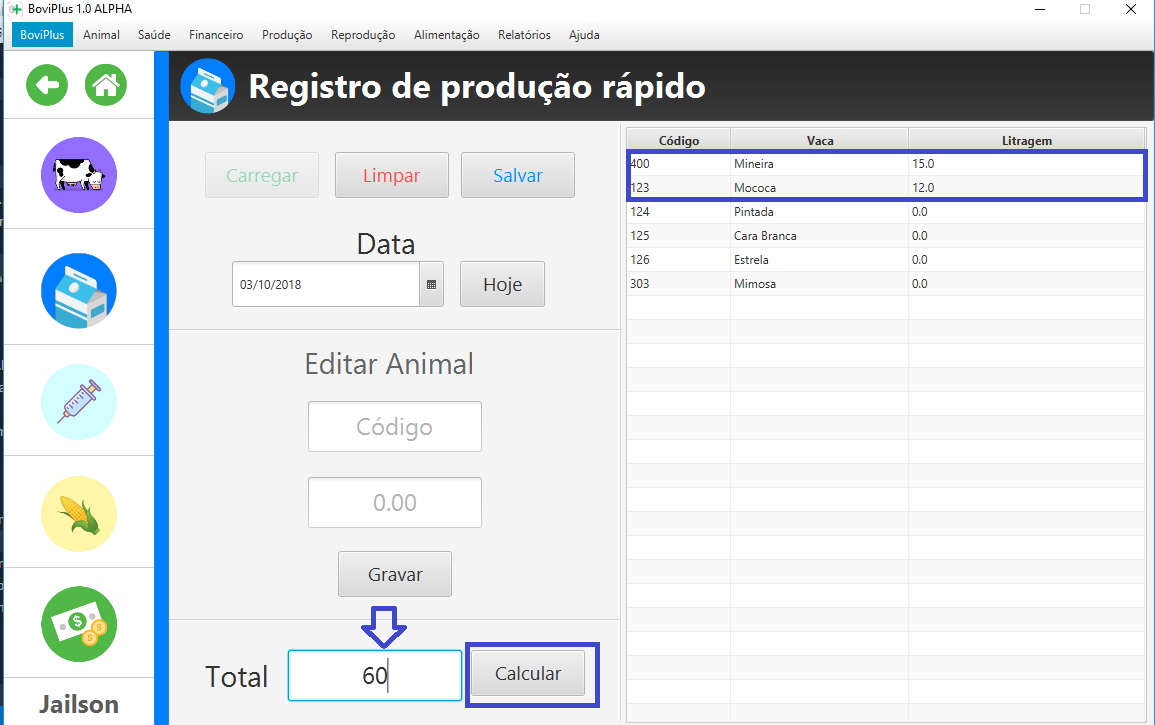 BoviPlus 1.0 ALPHA
BoviPlus Animal Saúde Financeiro Produção Reprodução Alimentação Relatórios Ajuda
Registro de produção rápido
Carregar Limpar Salvar
Data
03/10/2018 Hoje
Editar Animal
Código
0.00
Gravar
Total 60 Calcular
Jailson
Código Vaca Litragem
400 Mineira 15.0
123 Mococa 12.0
124 Pintada 0.0
125 Cara Branca 0.0
126 Estrela 0.0
303 Mimosa 0.0